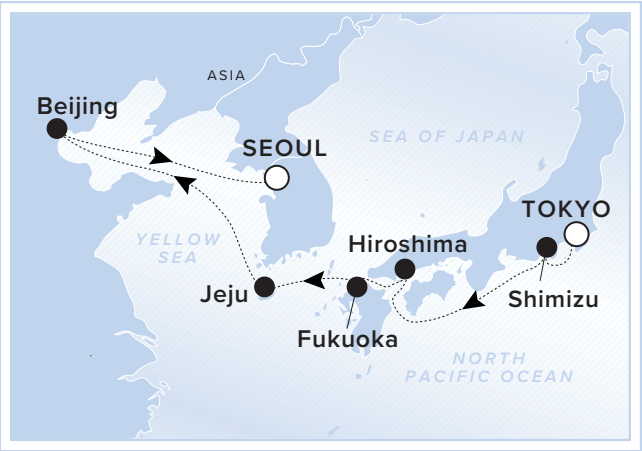 ASIA
Beijing
SEOUL
SEA OF JAPAN
TOKYO
YELLOW
SEA
Hiroshima
Jeju
Shimizu
Fukuoka
NORTH
PACIFIC OCEAN